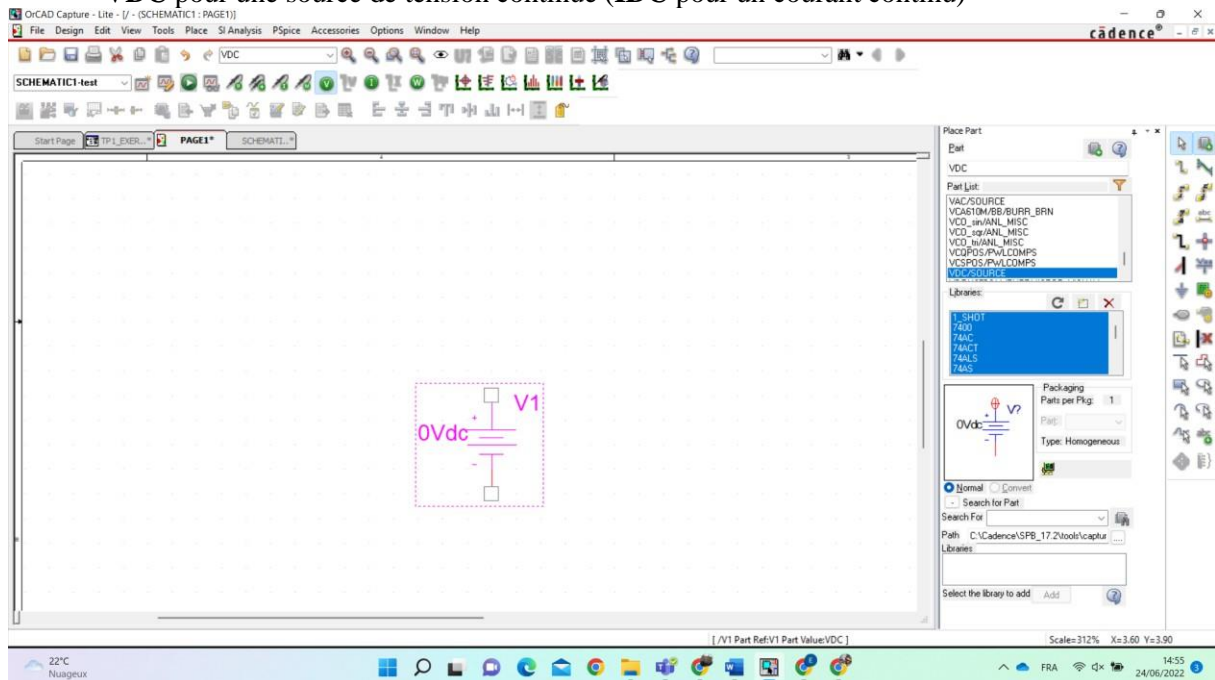 VDC pour une source de tension continue (IDC pour un courant continu)
OrCAD Capture - Lite - [/ - (SCHEMATIC1 : PAGE1)]
File Design Edit View Tools Place SI Analysis PSpice Accessories Options Window Help
cādence®
VDC
SCHEMATIC1-test
Start Page TP1_EXER...* PAGE1* SCHEMATI...*
Place Part
Part
VDC
Part List:
VAC/SOURCE
VCA610M/BB/BURR_BRN
VCO_sin/ANL_MISC
VCO_sqr/ANL_MISC
VCO_tri/ANL_MISC
VCQPOS/PWLCOMPS
VCSPOS/PWLCOMPS
VDC/SOURCE
Libraries:
1_SHOT
7400
74AC
74ACT
74ALS
74AS
Packaging
Parts per Pkg: 1
Part:
Type: Homogeneous
V?
0Vdc
+
-
Normal Convert
- Search for Part
Search For
Path C:\Cadence\SPB_17.2\tools\captur ...
Libraries
Select the library to add Add
V1
+
0Vdc
-
[ /V1 Part Ref:V1 Part Value:VDC ]
Scale=312% X=3.60 Y=3.90
22°C
Nuageux
FRA
14:55
24/06/2022
3